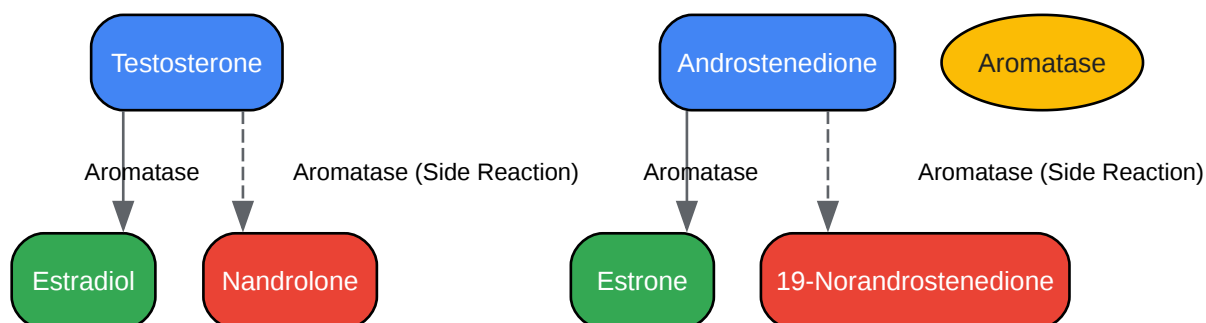 Testosterone
Androstenedione
Aromatase
Aromatase
Aromatase (Side Reaction)
Aromatase
Aromatase (Side Reaction)
Estradiol
Nandrolone
Estrone
19-Norandrostenedione